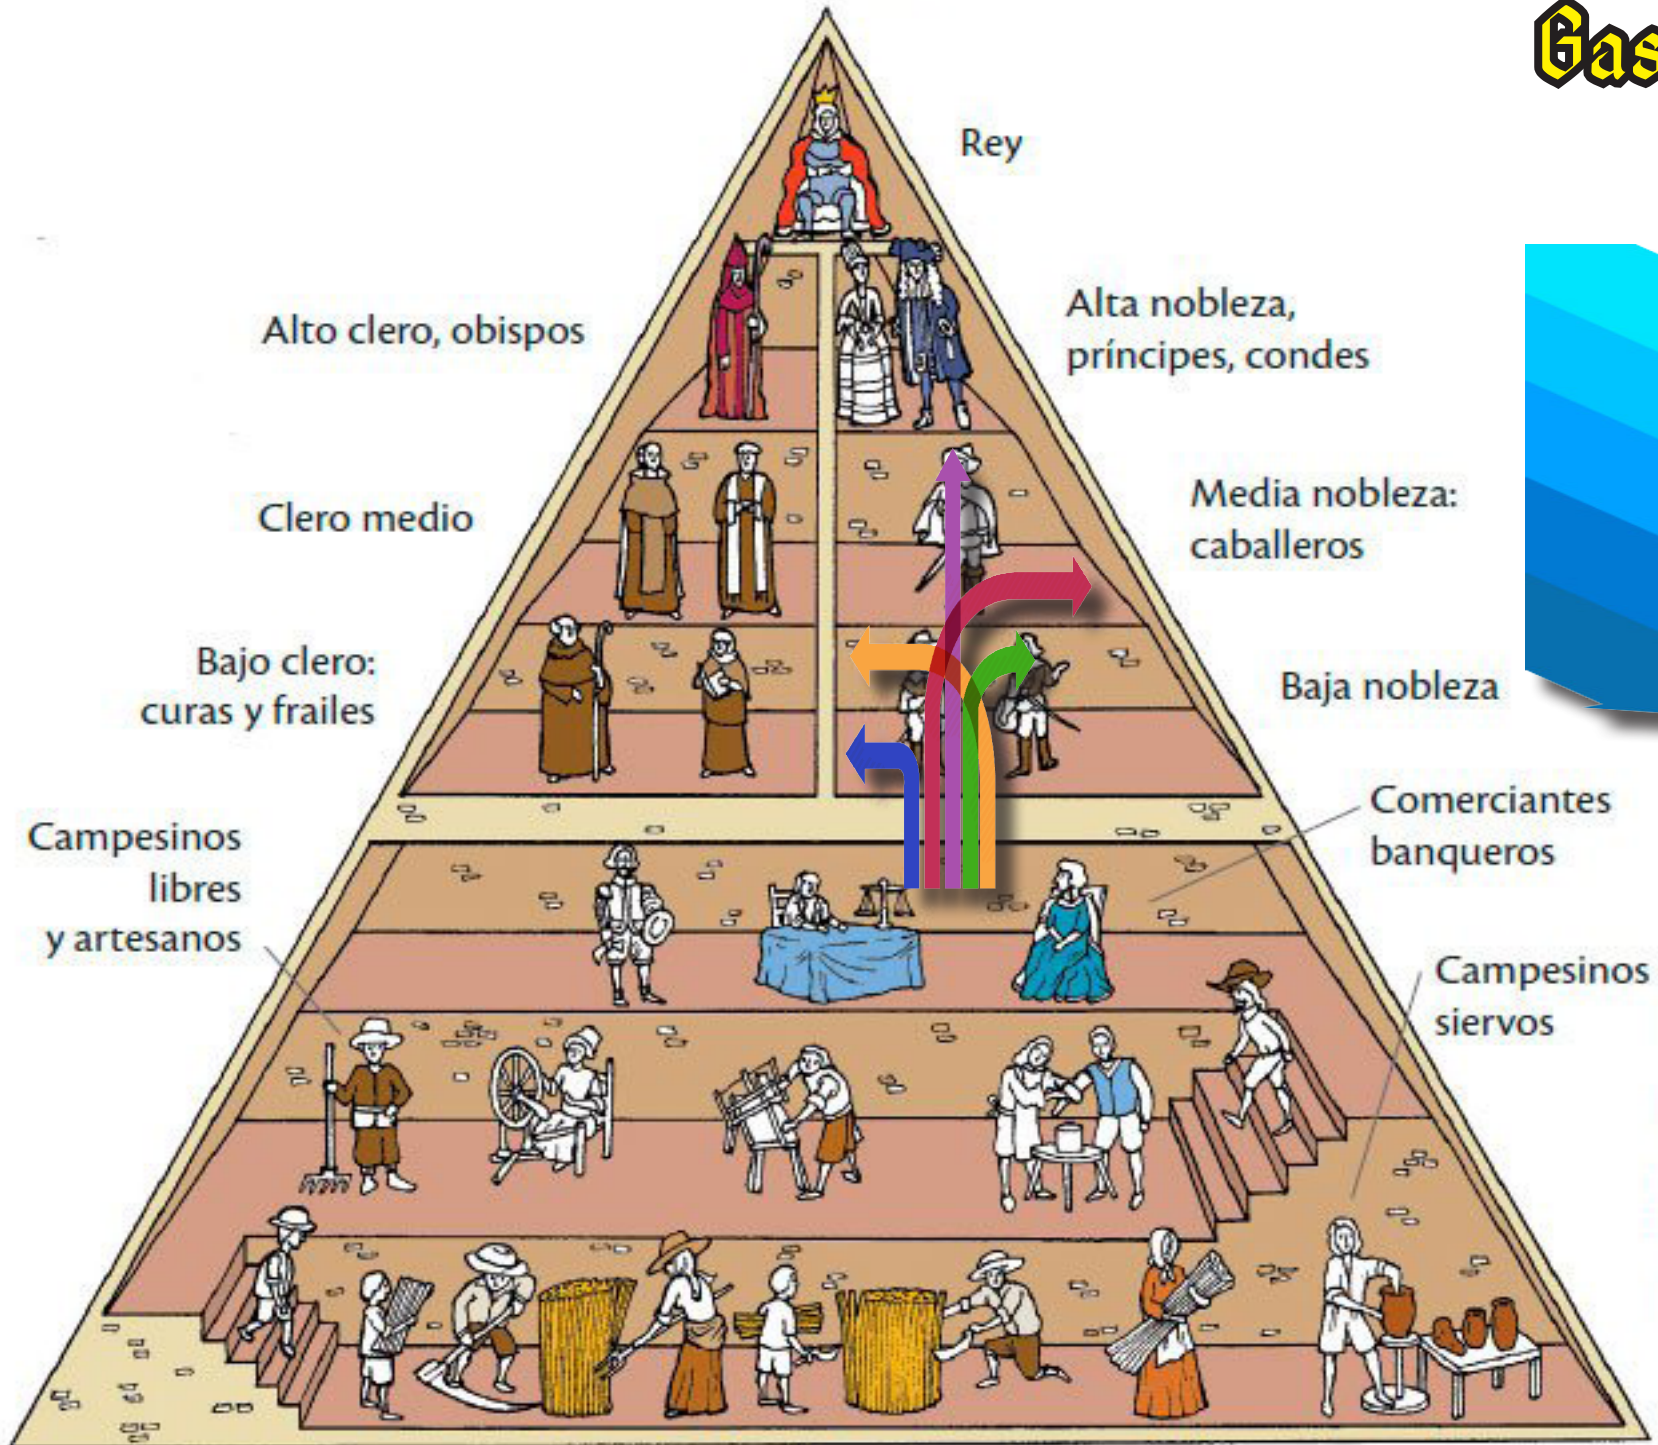 Gas
Rey
Alto clero, obispos
Alta nobleza,
príncipes, condes
Clero medio
Media nobleza:
caballeros
Bajo clero:
curas y frailes
Baja nobleza
Comerciantes
banqueros
Campesinos
libres
y artesanos
Campesinos
siervos